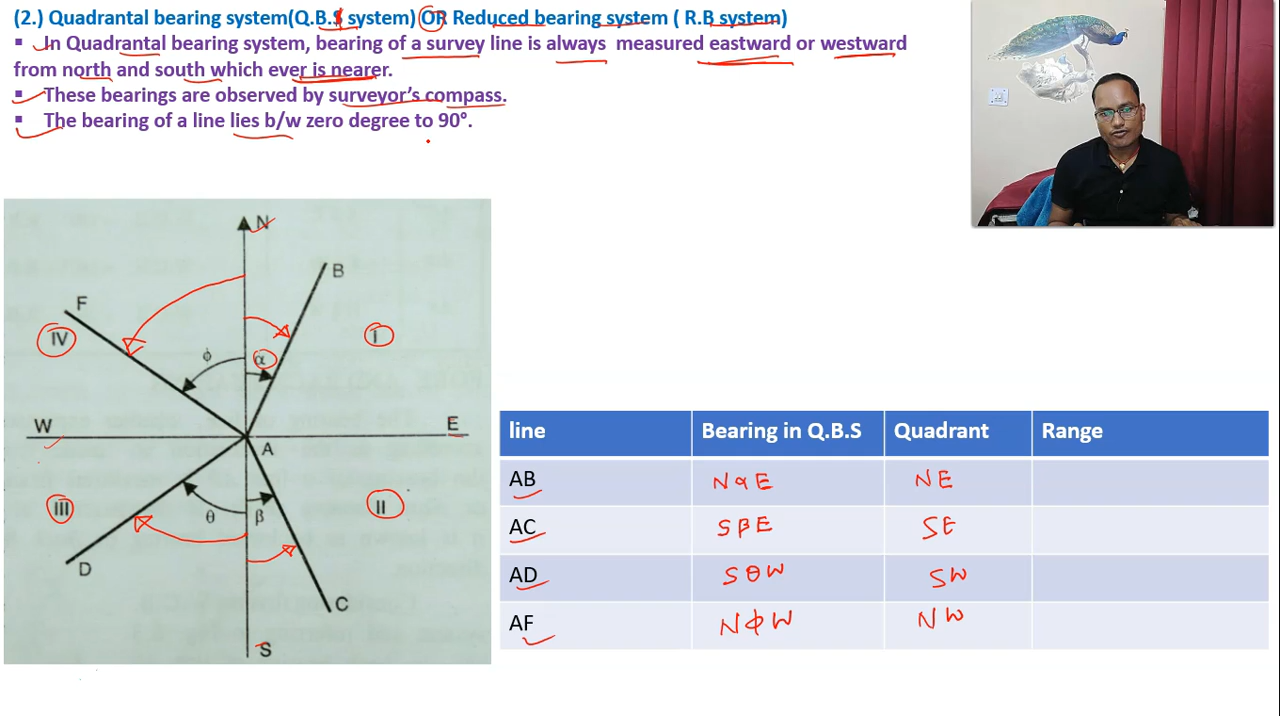 (2.) Quadrantal bearing system(Q.B.S system) OR Reduced bearing system ( R.B system)
▪ In Quadrantal bearing system, bearing of a survey line is always measured eastward or westward
from north and south which ever is nearer.
▪ These bearings are observed by surveyor's compass.
▪ The bearing of a line lies b/w zero degree to 90°.
N
B
F
IV
I
ϕ
α
W
E
A
III
II
θ
β
D
C
S
line Bearing in Q.B.S Quadrant Range
AB NαE NE
AC SβE SE
AD SθW SW
AF NϕW NW